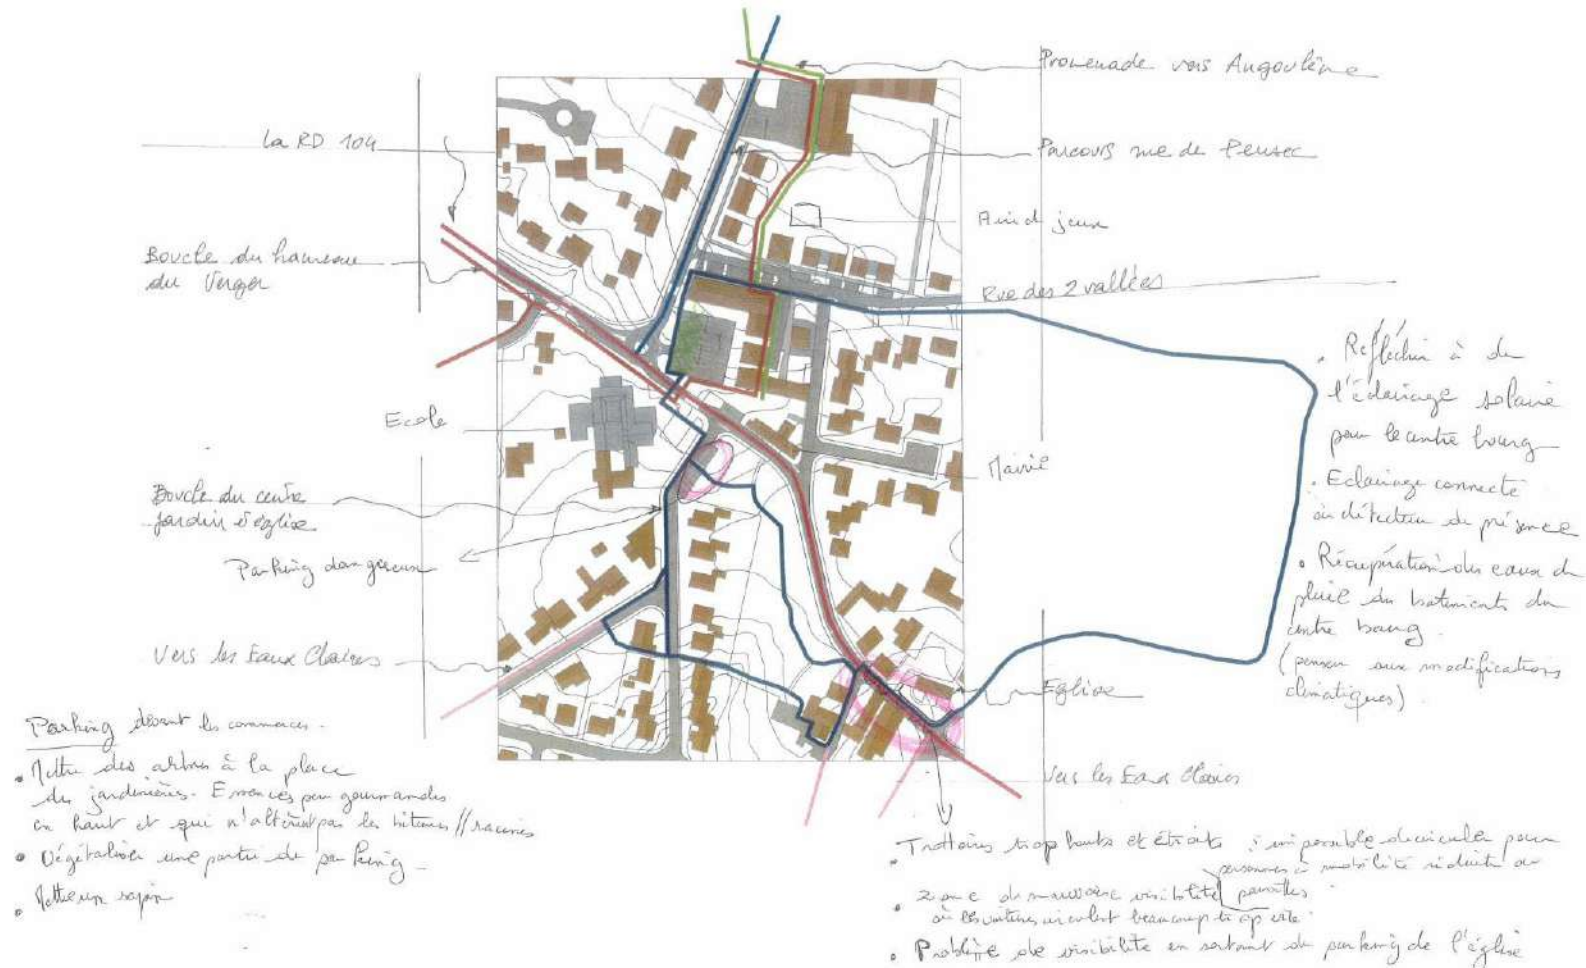 Promenade vers Angoulême
La RD 104
Parcours rue de Peusec
Aire d jeux
Boucle du hameau
du Verger
Rue des 2 vallées
. Réfléchir à de
l'éclairage solaire
pour le centre bourg
. Eclairage connecté
ou détecteur de présence
. Récupération des eaux de
pluie des batiments du
centre bourg.
(penser aux modifications
climatiques)
Ecole
Mairie
Boucle du centre
jardin d'église
Parking dangereux
Vers les Eaux Claires
Eglise
Vers les Eaux Claires
Parking devant les commerces.
. Mettre des arbres à la place
des jardinières. Essences peu gourmandes
en haut et qui n'altèrent pas les bitumes // racines
. Végétaliser une partie du parking -
. Mettre un sapin
. Trottoirs trop hauts et étroits : impossible de circuler pour
personnes à mobilité réduite ou
poussettes
. Zone de mauvaise visibilité
où les voitures roulent beaucoup trop vite.
. Problème de visibilité en sortant du parking de l'église